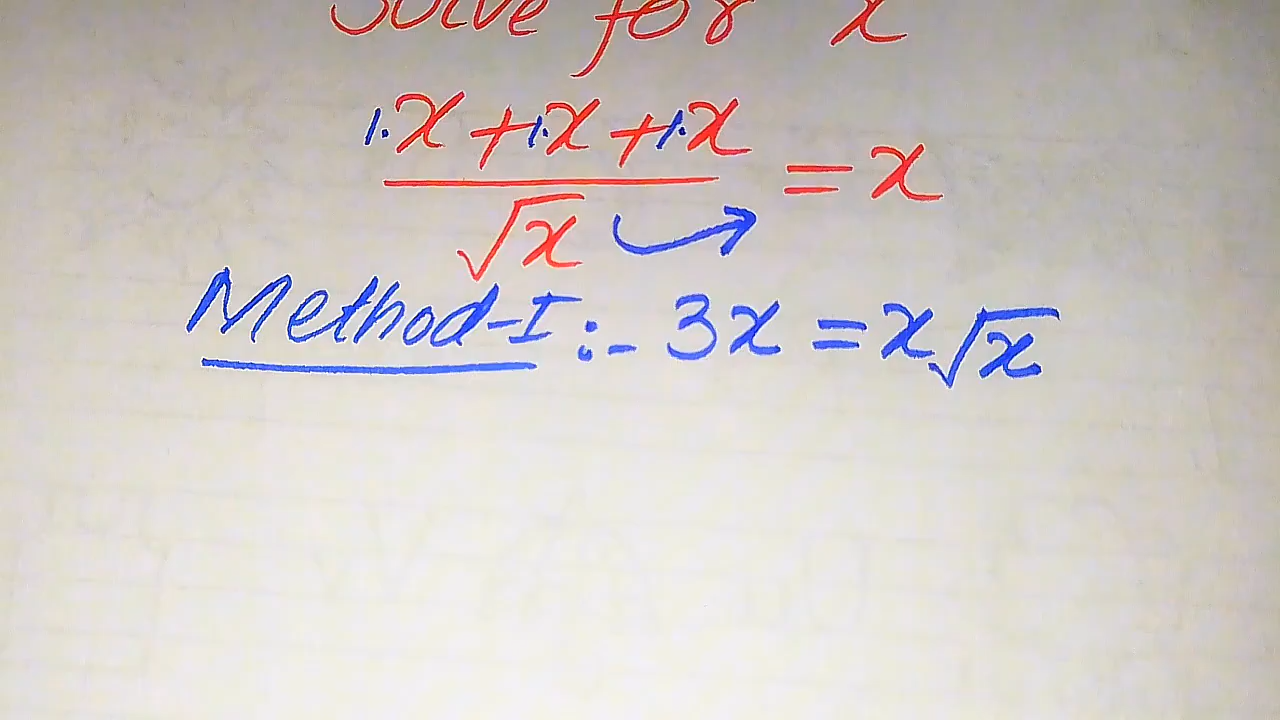 Solve for x
1.x + 1.x + 1.x / √x = x
Method-I :- 3x = x√x